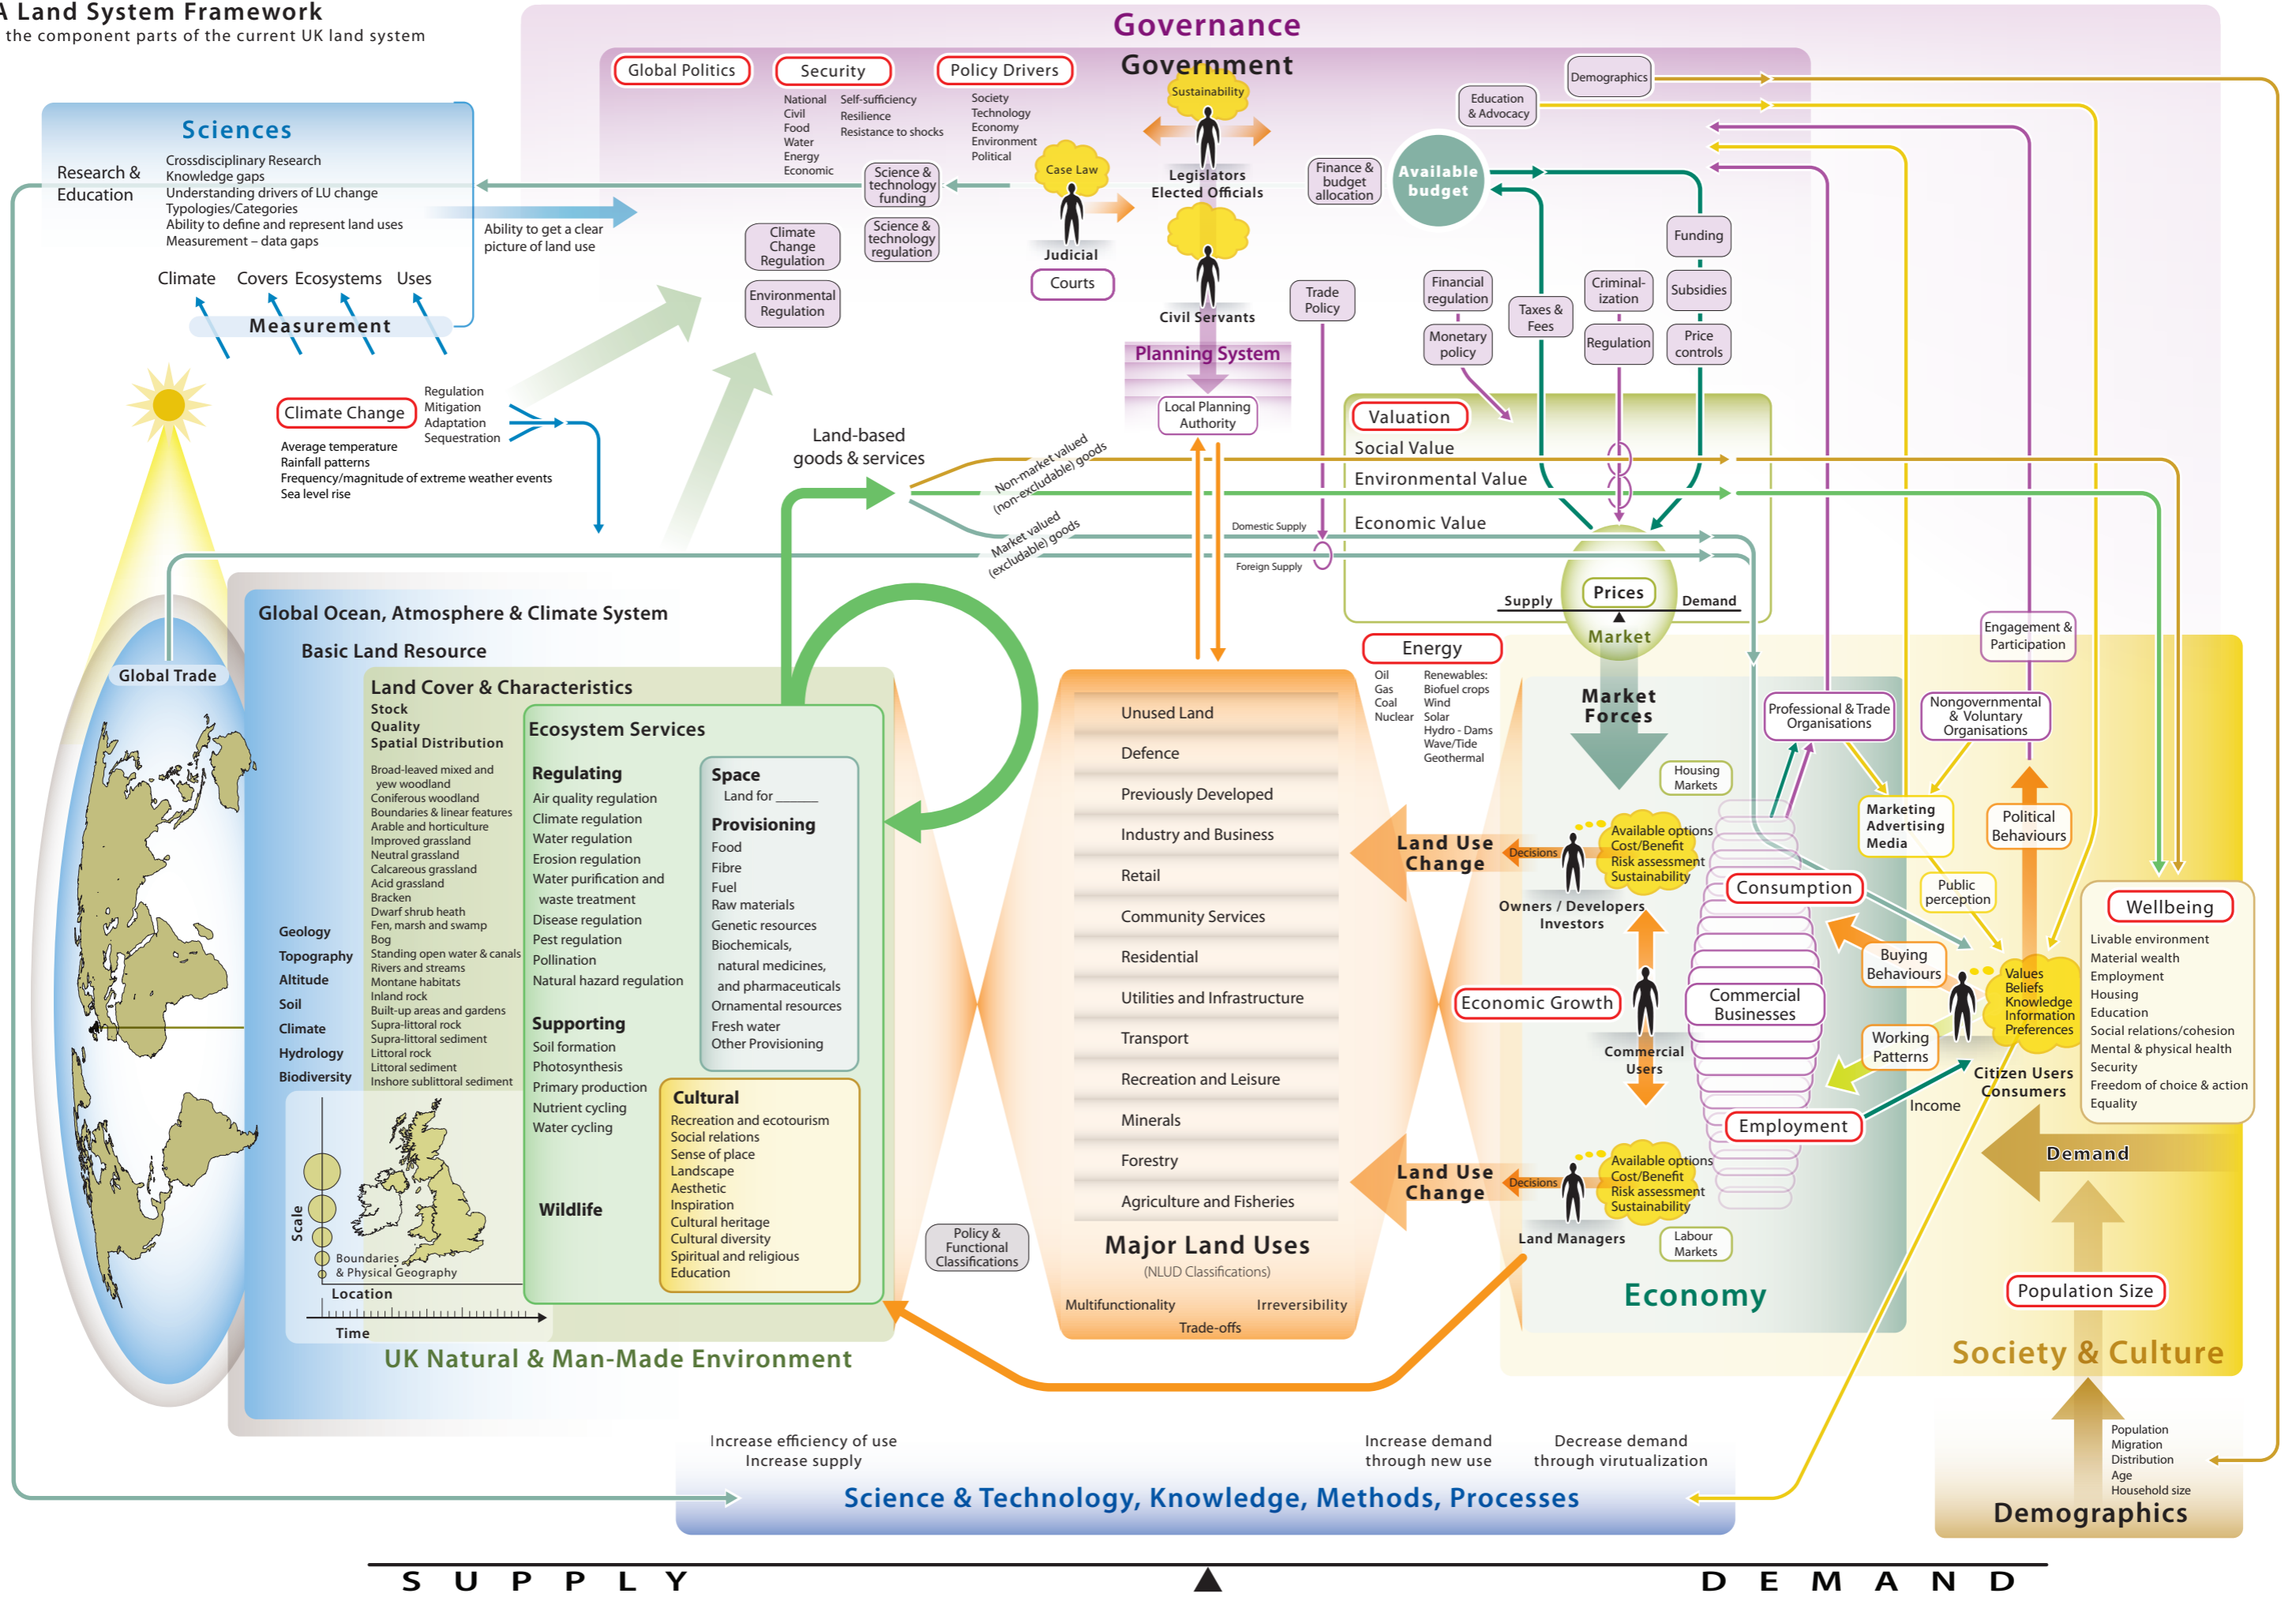 A Land System Framework
the component parts of the current UK land system
Governance
Government
Global Politics
Security
National
Civil
Food
Water
Energy
Economic
Self-sufficiency
Resilience
Resistance to shocks
Policy Drivers
Society
Technology
Economy
Environment
Political
Sustainability
Legislators
Elected Officials
Case Law
Judicial
Courts
Civil Servants
Science &
technology
funding
Science &
technology
regulation
Climate
Change
Regulation
Environmental
Regulation
Finance &
budget
allocation
Available
budget
Education
& Advocacy
Demographics
Trade
Policy
Financial
regulation
Monetary
policy
Taxes &
Fees
Criminal-
ization
Regulation
Funding
Subsidies
Price
controls
Planning System
Local Planning
Authority
Sciences
Research &
Education
Crossdisciplinary Research
Knowledge gaps
Understanding drivers of LU change
Typologies/Categories
Ability to define and represent land uses
Measurement – data gaps
Climate
Covers
Ecosystems
Uses
Measurement
Ability to get a clear
picture of land use
Climate Change
Regulation
Mitigation
Adaptation
Sequestration
Average temperature
Rainfall patterns
Frequency/magnitude of extreme weather events
Sea level rise
Land-based
goods & services
Non-market valued
(non-excludable) goods
Market valued
(excludable) goods
Domestic Supply
Foreign Supply
Valuation
Social Value
Environmental Value
Economic Value
Prices
Supply
Demand
Market
Global Trade
Global Ocean, Atmosphere & Climate System
Basic Land Resource
Geology
Topography
Altitude
Soil
Climate
Hydrology
Biodiversity
Land Cover & Characteristics
Stock
Quality
Spatial Distribution
Broad-leaved mixed and
yew woodland
Coniferous woodland
Boundaries & linear features
Arable and horticulture
Improved grassland
Neutral grassland
Calcareous grassland
Acid grassland
Bracken
Dwarf shrub heath
Fen, marsh and swamp
Bog
Standing open water & canals
Rivers and streams
Montane habitats
Inland rock
Built-up areas and gardens
Supra-littoral rock
Supra-littoral sediment
Littoral rock
Littoral sediment
Inshore sublittoral sediment
Scale
Boundaries
& Physical Geography
Location
Time
Ecosystem Services
Regulating
Air quality regulation
Climate regulation
Water regulation
Erosion regulation
Water purification and
waste treatment
Disease regulation
Pest regulation
Pollination
Natural hazard regulation
Supporting
Soil formation
Photosynthesis
Primary production
Nutrient cycling
Water cycling
Wildlife
Space
Land for ______
Provisioning
Food
Fibre
Fuel
Raw materials
Genetic resources
Biochemicals,
natural medicines,
and pharmaceuticals
Ornamental resources
Fresh water
Other Provisioning
Cultural
Recreation and ecotourism
Social relations
Sense of place
Landscape
Aesthetic
Inspiration
Cultural heritage
Cultural diversity
Spiritual and religious
Education
UK Natural & Man-Made Environment
Policy &
Functional
Classifications
Unused Land
Defence
Previously Developed
Industry and Business
Retail
Community Services
Residential
Utilities and Infrastructure
Transport
Recreation and Leisure
Minerals
Forestry
Agriculture and Fisheries
Major Land Uses
(NLUD Classifications)
Multifunctionality
Irreversibility
Trade-offs
Energy
Oil
Gas
Coal
Nuclear
Renewables:
Biofuel crops
Wind
Solar
Hydro - Dams
Wave/Tide
Geothermal
Market
Forces
Housing
Markets
Land Use
Change
Decisions
Available options
Cost/Benefit
Risk assessment
Sustainability
Owners / Developers
Investors
Economic Growth
Commercial
Users
Commercial
Businesses
Consumption
Employment
Land Use
Change
Decisions
Available options
Cost/Benefit
Risk assessment
Sustainability
Land Managers
Labour
Markets
Economy
Professional & Trade
Organisations
Nongovernmental
& Voluntary
Organisations
Engagement &
Participation
Marketing
Advertising
Media
Political
Behaviours
Public
perception
Buying
Behaviours
Working
Patterns
Income
Values
Beliefs
Knowledge
Information
Preferences
Citizen Users
Consumers
Wellbeing
Livable environment
Material wealth
Employment
Housing
Education
Social relations/cohesion
Mental & physical health
Security
Freedom of choice & action
Equality
Demand
Population Size
Society & Culture
Population
Migration
Distribution
Age
Household size
Demographics
Increase efficiency of use
Increase supply
Increase demand
through new use
Decrease demand
through virutualization
Science & Technology, Knowledge, Methods, Processes
SUPPLY
DEMAND